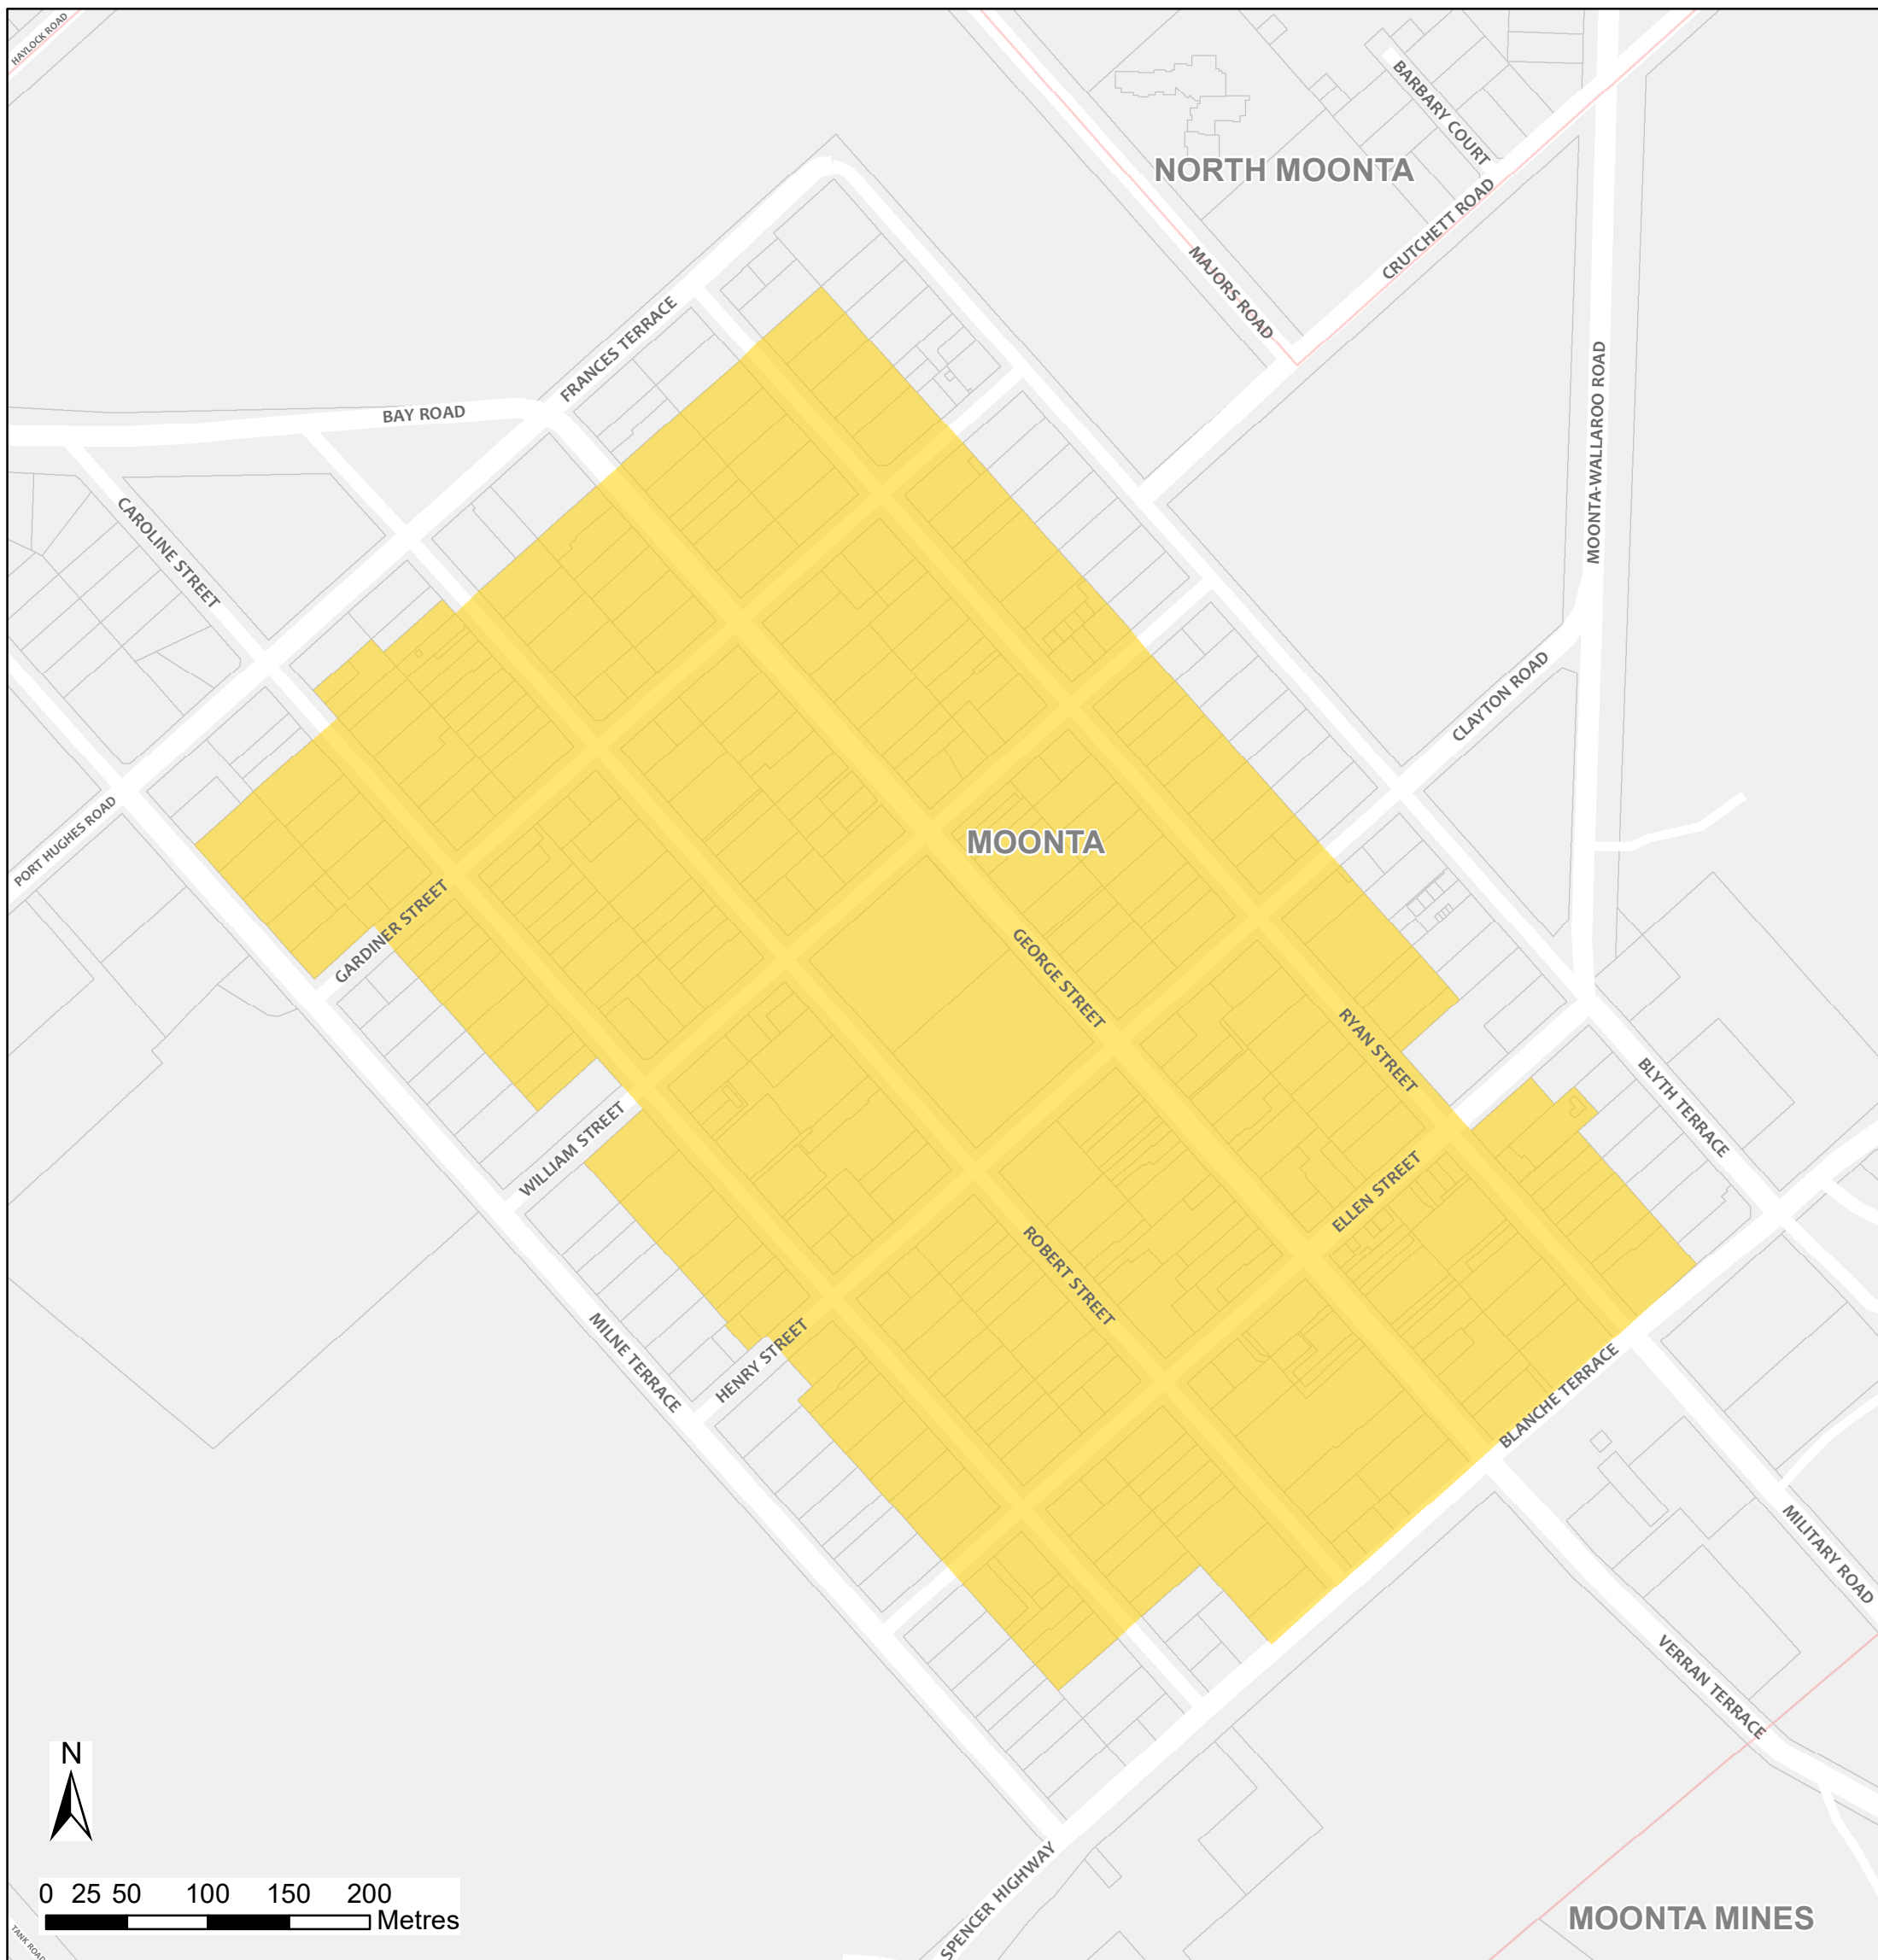 HAYLOCK ROAD
BARBARY COURT
NORTH MOONTA
CRUTCHETT ROAD
MAJORS ROAD
FRANCES TERRACE
BAY ROAD
MOONTA-WALLAROO ROAD
CAROLINE STREET
CLAYTON ROAD
PORT HUGHES ROAD
MOONTA
GARDINER STREET
GEORGE STREET
RYAN STREET
BLYTH TERRACE
WILLIAM STREET
ELLEN STREET
ROBERT STREET
MILNE TERRACE
HENRY STREET
BLANCHE TERRACE
MILITARY ROAD
VERRAN TERRACE
N
SPENCER HIGHWAY
0 25 50 100 150 200
Metres
MOONTA MINES
TANK ROAD